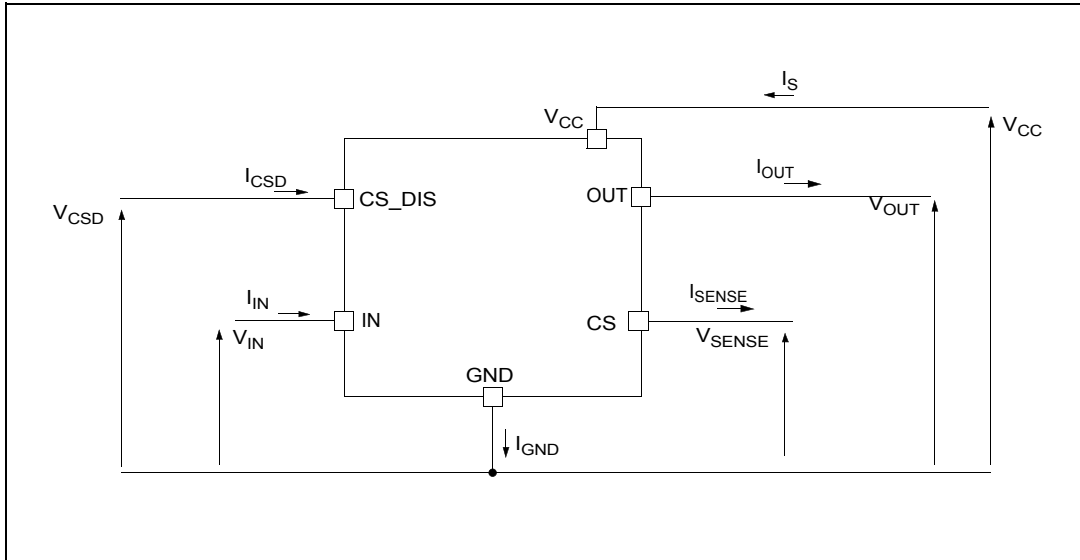 I_S
V_CC
V_CC
I_CSD
I_OUT
CS_DIS
OUT
V_CSD
V_OUT
I_IN
I_SENSE
IN
CS
V_IN
V_SENSE
GND
I_GND